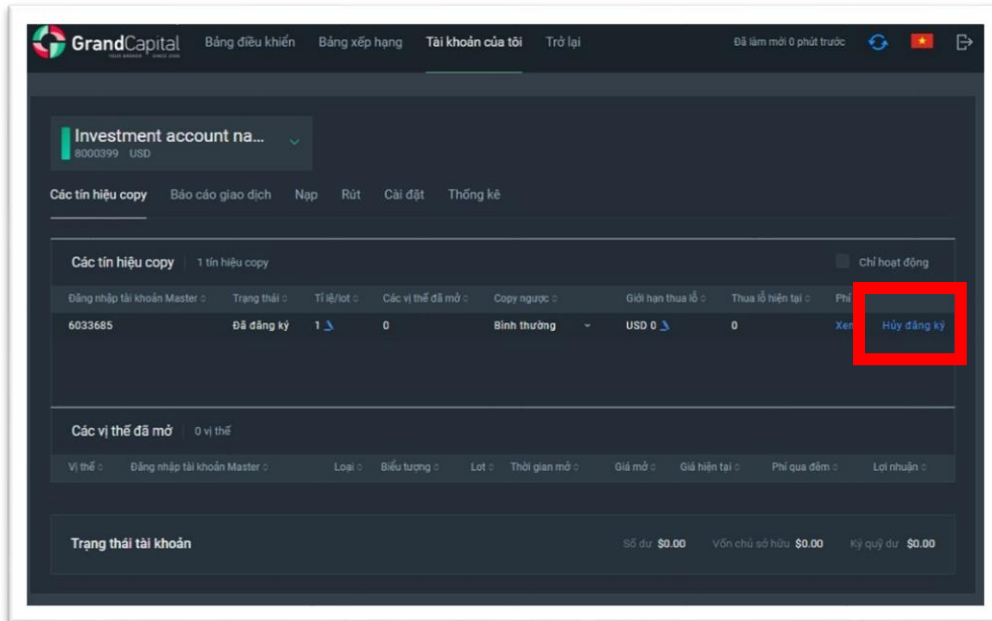 GrandCapital Bảng điều khiển Bảng xếp hạng Tài khoản của tôi Trở lại Đã làm mới 0 phút trước
Investment account na...
8000399 USD
Các tín hiệu copy Báo cáo giao dịch Nạp Rút Cài đặt Thống kê
Các tín hiệu copy 1 tín hiệu copy Chỉ hoạt động
Đăng nhập tài khoản Master Trạng thái Tỉ lệ/lot Các vị thế đã mở Copy ngược Giới hạn thua lỗ Thua lỗ hiện tại Phí
6033685 Đã đăng ký 1 0 Bình thường USD 0 0 Xem Hủy đăng ký
Các vị thế đã mở 0 vị thế
Vị thế Đăng nhập tài khoản Master Loại Biểu tượng Lot Thời gian mở Giá mở Giá hiện tại Phí qua đêm Lợi nhuận
Trạng thái tài khoản Số dư $0.00 Vốn chủ sở hữu $0.00 Ký quỹ dư $0.00